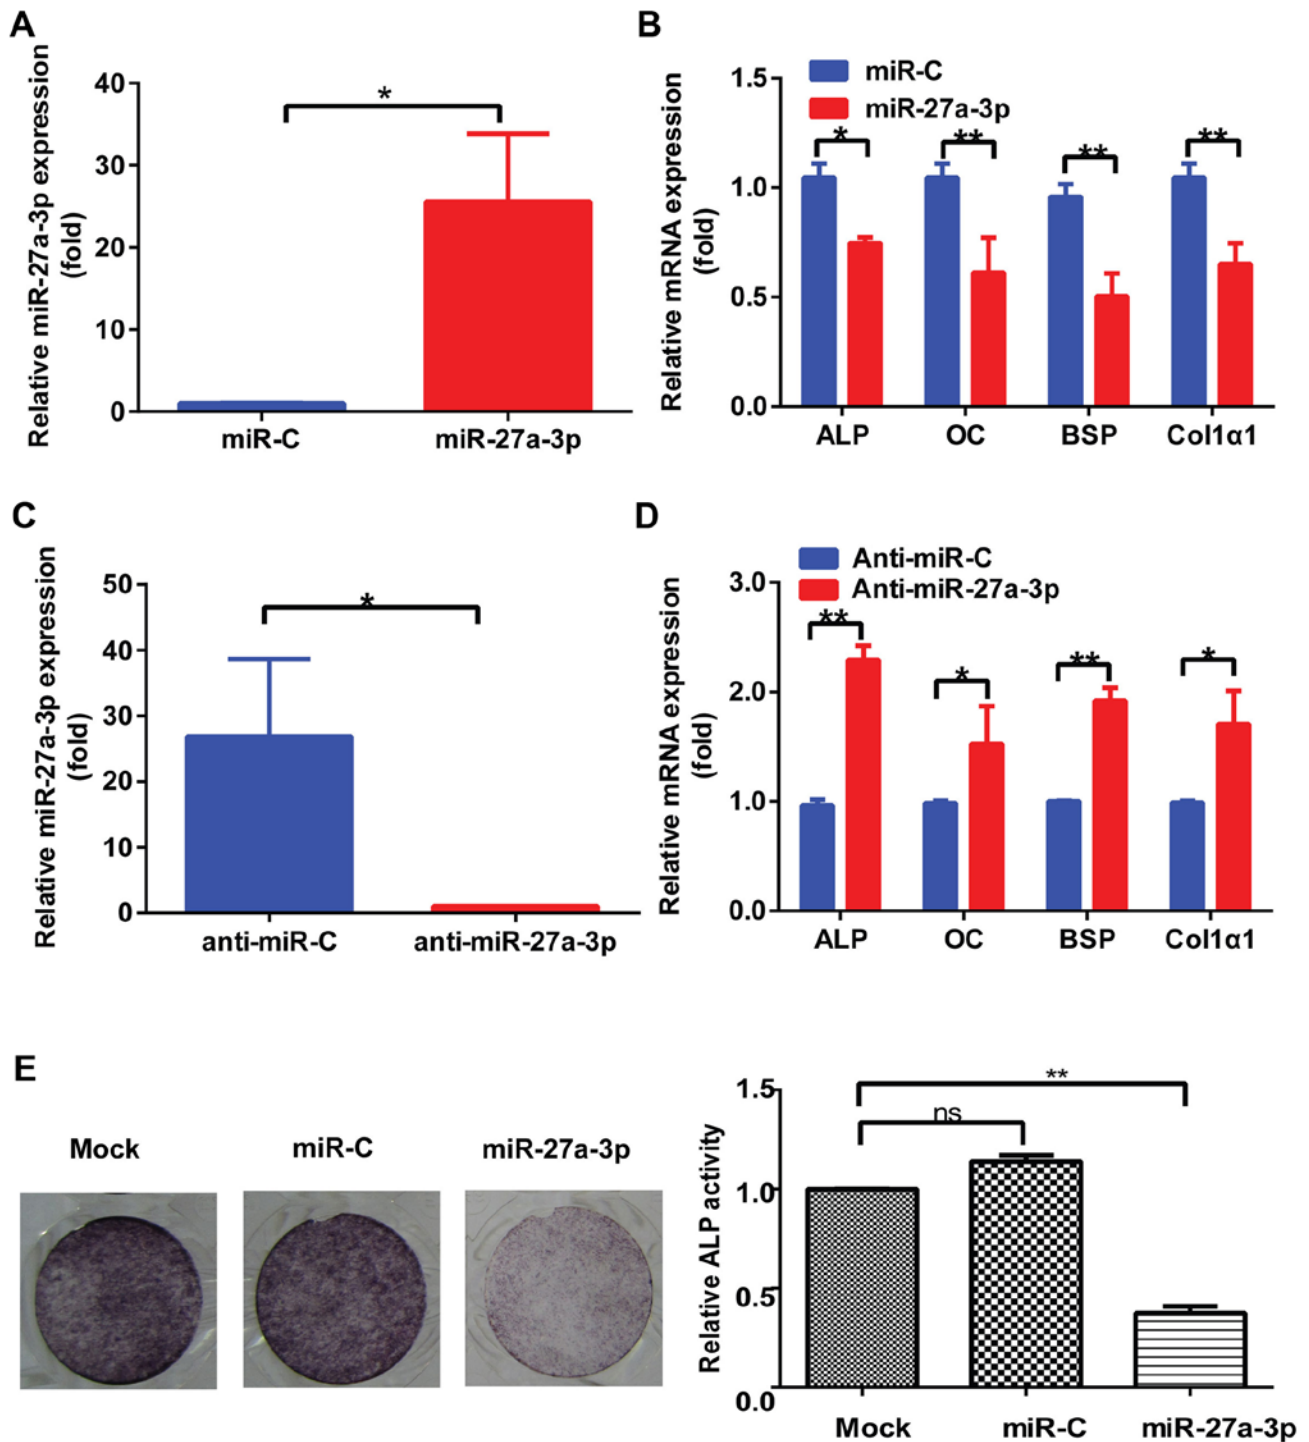 A
Relative miR-27a-3p expression
(fold)
40
30
20
10
0
*
miR-C
miR-27a-3p
B
Relative mRNA expression
(fold)
1.5
1.0
0.5
0.0
miR-C
miR-27a-3p
*
**
**
**
ALP
OC
BSP
Col1α1
C
Relative miR-27a-3p expression
(fold)
50
40
30
20
10
0
*
anti-miR-C
anti-miR-27a-3p
D
Relative mRNA expression
(fold)
3.0
2.0
1.0
0.0
Anti-miR-C
Anti-miR-27a-3p
**
*
**
*
ALP
OC
BSP
Col1α1
E
Mock
miR-C
miR-27a-3p
Relative ALP activity
1.5
1.0
0.5
0.0
**
ns
Mock
miR-C
miR-27a-3p